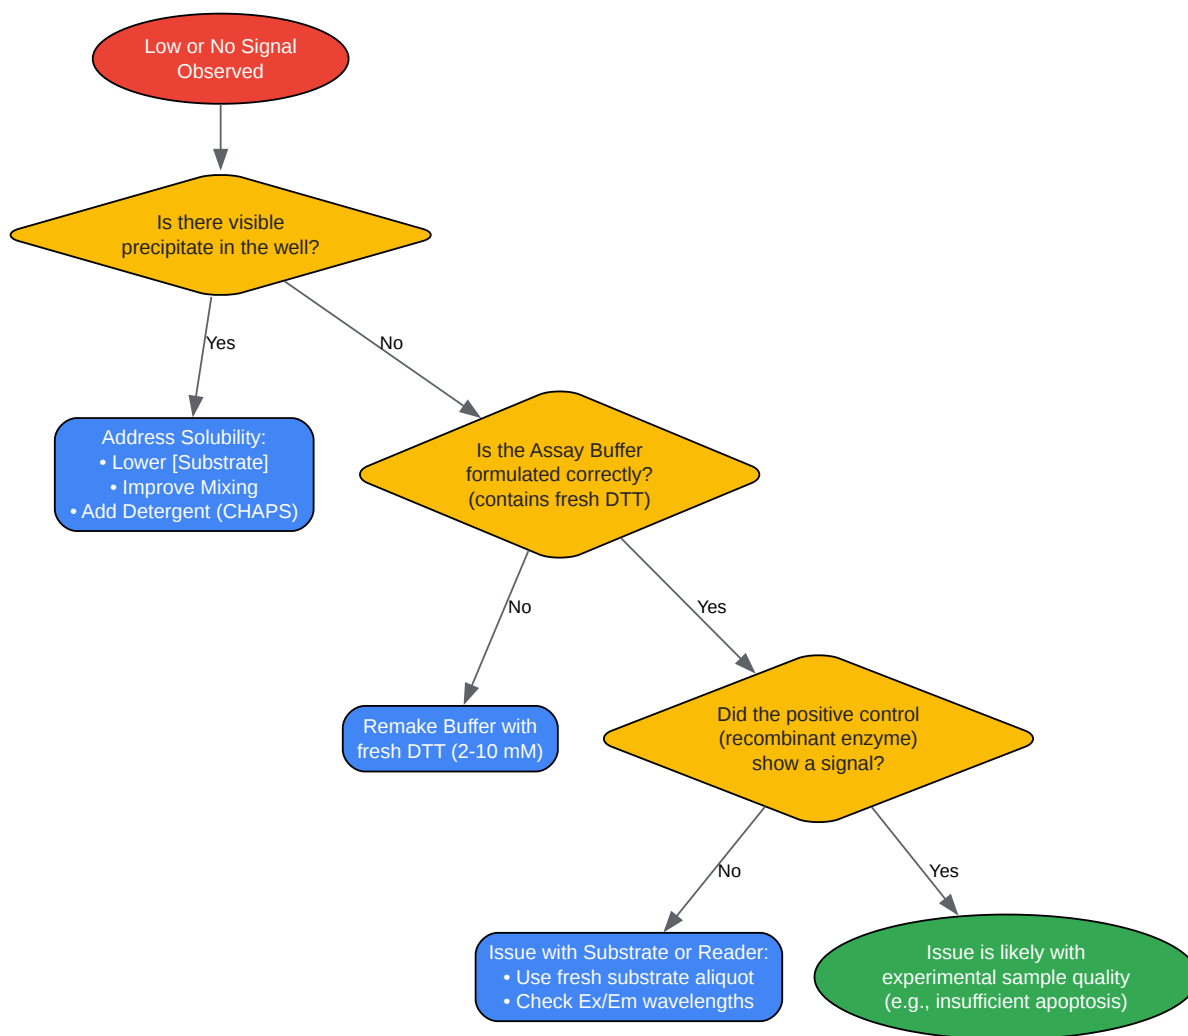 Low or No Signal
Observed
Is there visible
precipitate in the well?
Yes
No
Address Solubility:
• Lower [Substrate]
• Improve Mixing
• Add Detergent (CHAPS)
Is the Assay Buffer
formulated correctly?
(contains fresh DTT)
No
Yes
Remake Buffer with
fresh DTT (2-10 mM)
Did the positive control
(recombinant enzyme)
show a signal?
No
Yes
Issue with Substrate or Reader:
• Use fresh substrate aliquot
• Check Ex/Em wavelengths
Issue is likely with
experimental sample quality
(e.g., insufficient apoptosis)